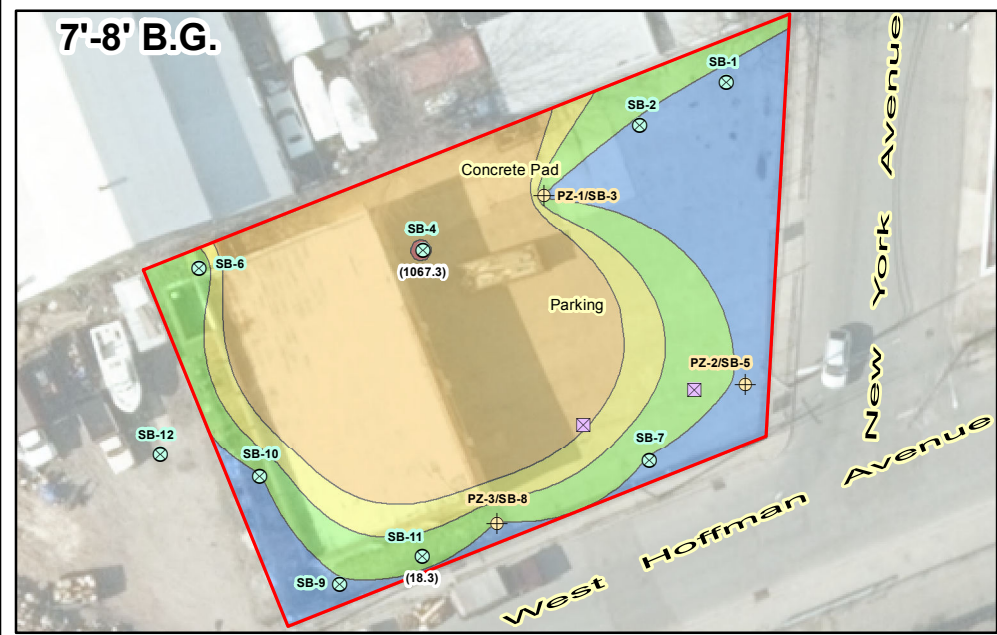 7'-8' B.G.
SB-1
SB-2
Concrete Pad
PZ-1/SB-3
SB-4
(1067.3)
SB-6
Parking
PZ-2/SB-5
SB-7
SB-12
SB-10
PZ-3/SB-8
SB-11
(18.3)
SB-9
New York Avenue
West Hoffman Avenue